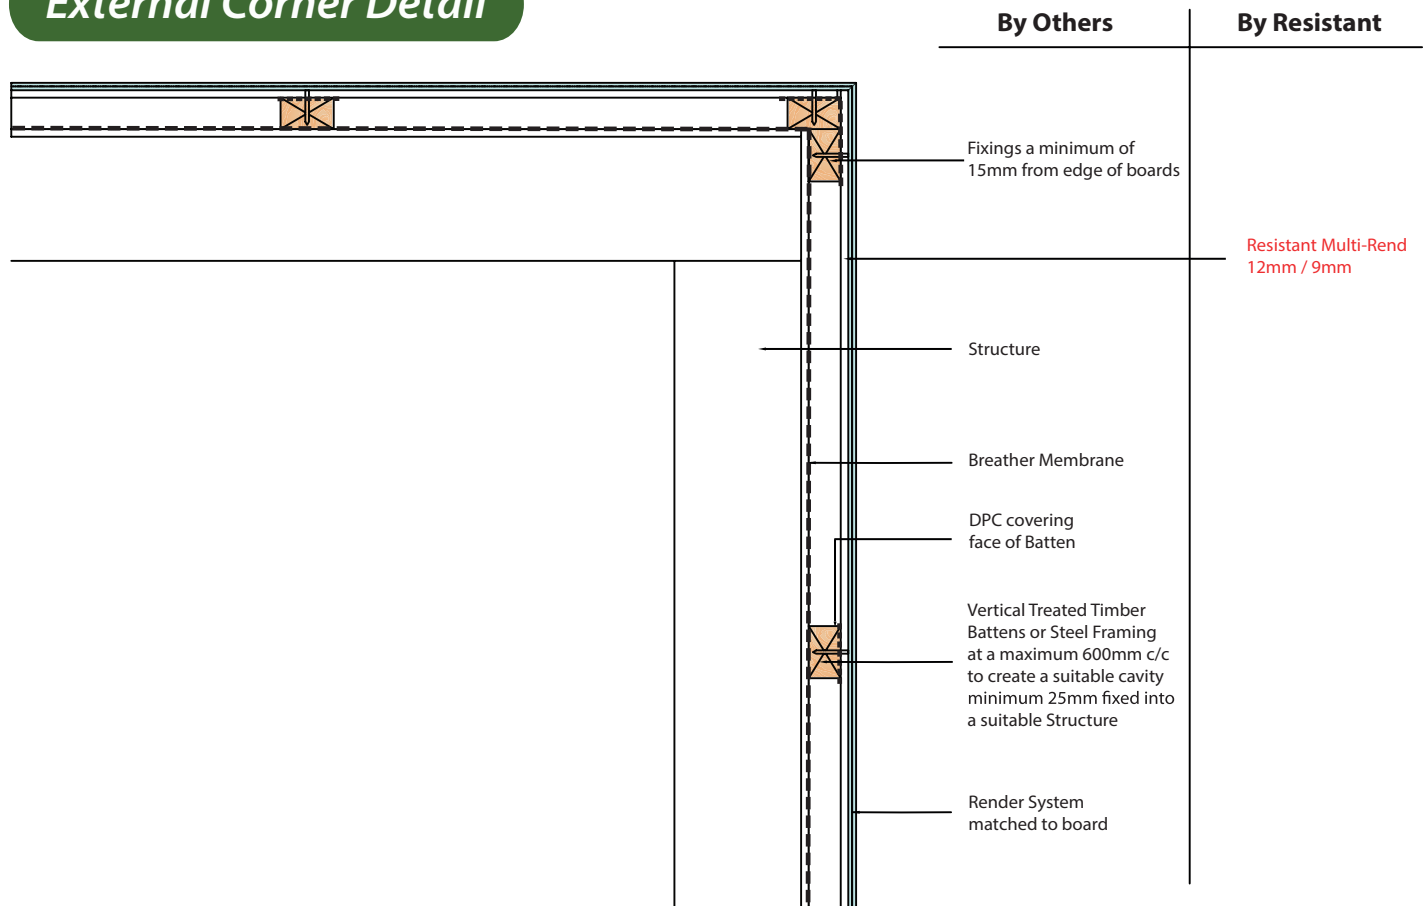 External Corner Detail
By Others
By Resistant
Fixings a minimum of
15mm from edge of boards
Resistant Multi-Rend
12mm / 9mm
Structure
Breather Membrane
DPC covering
face of Batten
Vertical Treated Timber
Battens or Steel Framing
at a maximum 600mm c/c
to create a suitable cavity
minimum 25mm fixed into
a suitable Structure
Render System
matched to board